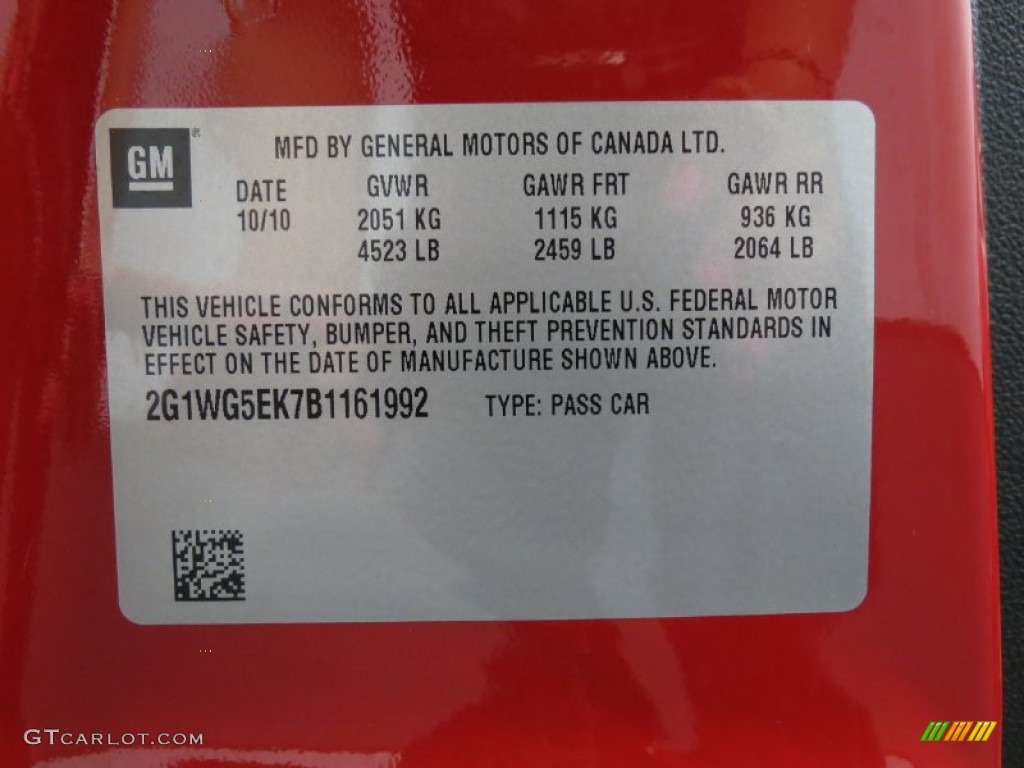 GM ®
MFD BY GENERAL MOTORS OF CANADA LTD.
DATE GVWR GAWR FRT GAWR RR
10/10 2051 KG 1115 KG 936 KG
4523 LB 2459 LB 2064 LB
THIS VEHICLE CONFORMS TO ALL APPLICABLE U.S. FEDERAL MOTOR
VEHICLE SAFETY, BUMPER, AND THEFT PREVENTION STANDARDS IN
EFFECT ON THE DATE OF MANUFACTURE SHOWN ABOVE.
2G1WG5EK7B1161992 TYPE: PASS CAR
GTCARLOT.COM